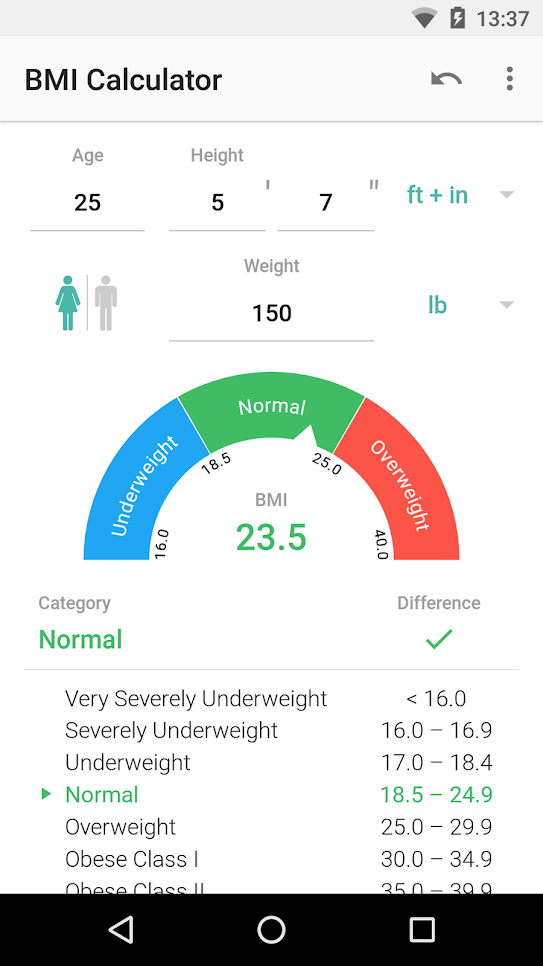 13:37
BMI Calculator
Age Height
25 5 ' 7 " ft + in
Weight
150 lb
Underweight Normal Overweight
16.0 18.5 25.0 40.0
BMI
23.5
Category Difference
Normal
Very Severely Underweight < 16.0
Severely Underweight 16.0 – 16.9
Underweight 17.0 – 18.4
Normal 18.5 – 24.9
Overweight 25.0 – 29.9
Obese Class I 30.0 – 34.9
Obese Class II 35.0 – 39.9